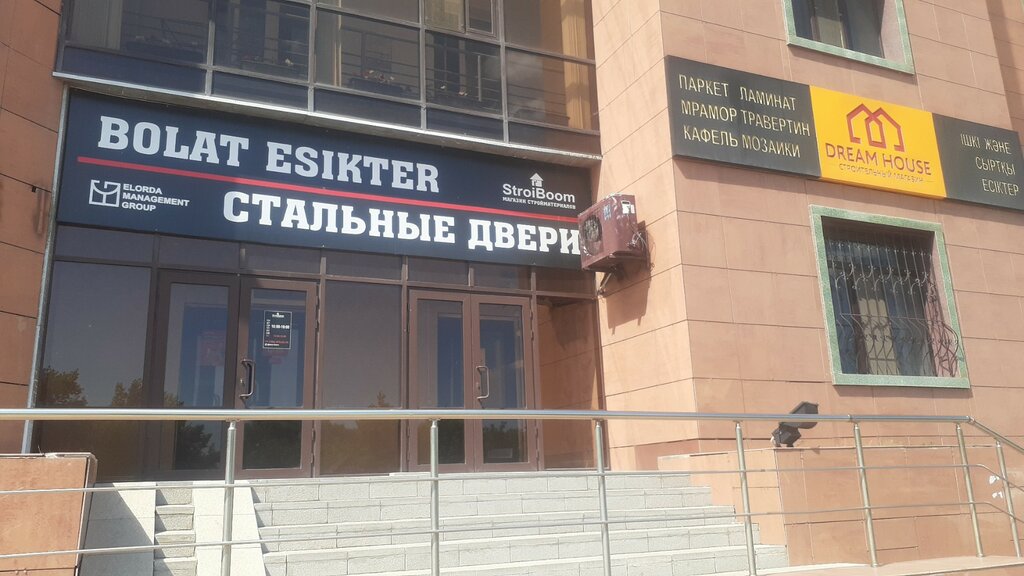 BOLAT ESIKTER
StroiBoom
МАГАЗИН СТРОЙМАТЕРИАЛОВ
ELORDA
MANAGEMENT
GROUP
СТАЛЬНЫЕ ДВЕРИ
ПАРКЕТ ЛАМИНАТ
МРАМОР ТРАВЕРТИН
КАФЕЛЬ МОЗАИКИ
DREAM HOUSE
СТРОИТЕЛЬНЫЙ МАГАЗИН
ІШКІ ЖӘНЕ
СЫРТҚЫ
ЕСІКТЕР